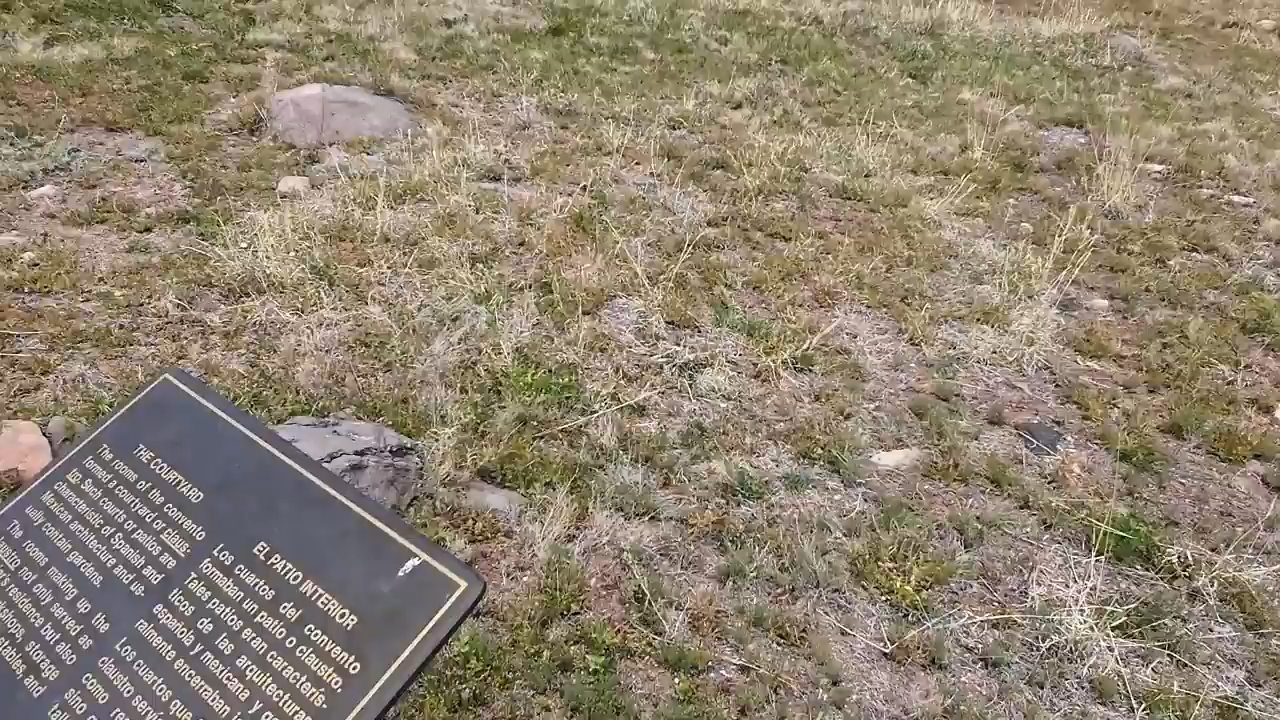 THE COURTYARD
The rooms of the convento
formed a courtyard or claus-
tro. Such courts or patios are
characteristic of Spanish and
Mexican architecture and us-
ually contain gardens.
The rooms making up the
not only served as
residence but also
storage
and
EL PATIO INTERIOR
Los cuartos del convento
formaban un patio o claustro.
Tales patios eran caracterís-
ticos de las arquitecturas
española y mexicana y
ralmente encerraban
Los cuartos que
claustro
como
sino